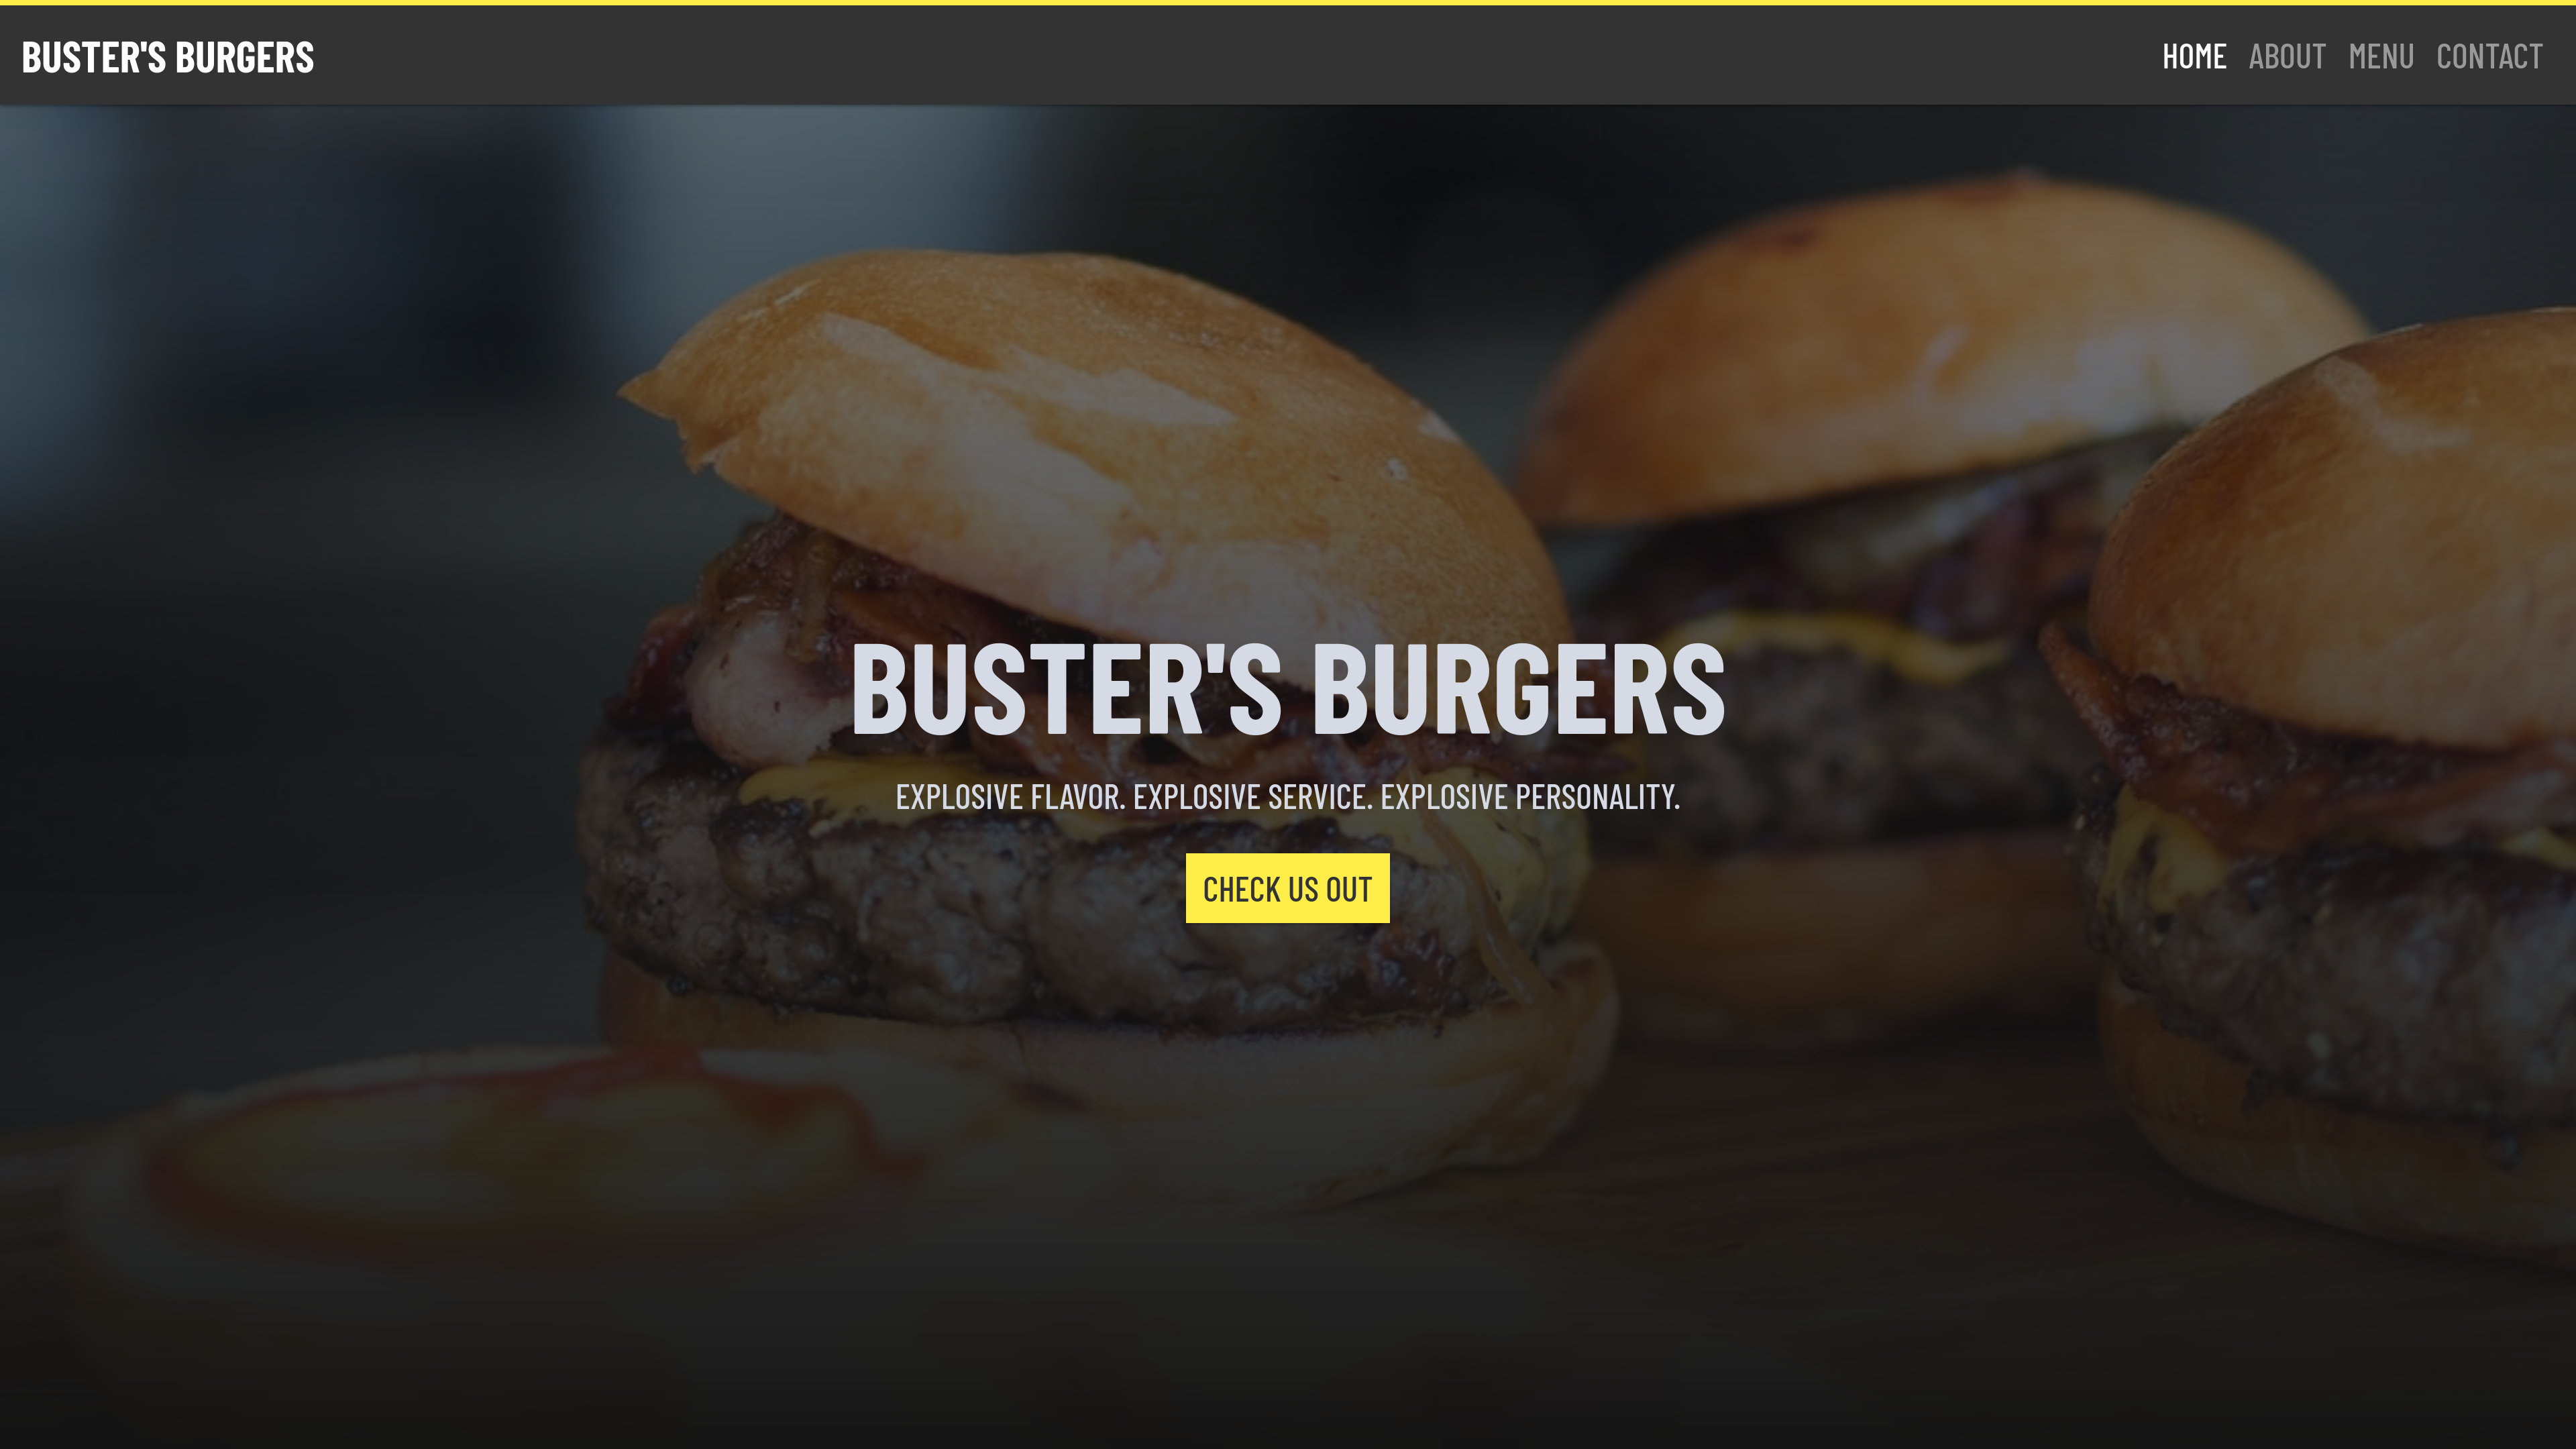 BUSTER'S BURGERS
HOME ABOUT MENU CONTACT
BUSTER'S BURGERS
EXPLOSIVE FLAVOR. EXPLOSIVE SERVICE. EXPLOSIVE PERSONALITY.
CHECK US OUT